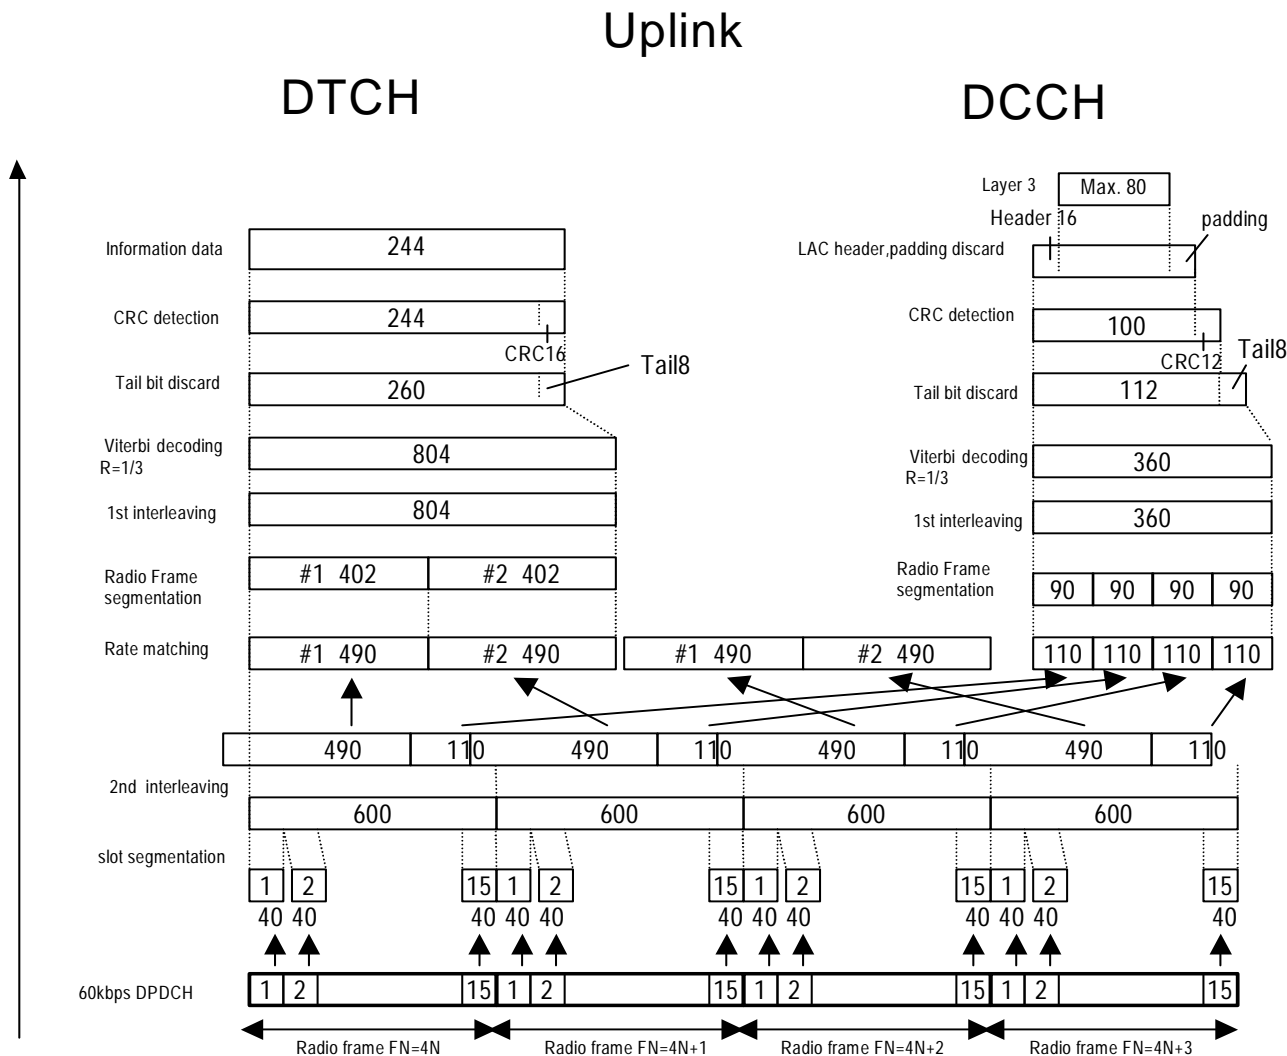 Uplink
DTCH
DCCH
Layer 3
Max. 80
Header 16
padding
Information data
244
LAC header,padding discard
CRC detection
244
CRC16
CRC detection
100
CRC12
Tail bit discard
260
Tail8
Tail bit discard
112
Tail8
Viterbi decoding
R=1/3
804
Viterbi decoding
R=1/3
360
1st interleaving
804
1st interleaving
360
Radio Frame
segmentation
#1 402
#2 402
Radio Frame
segmentation
90 90 90 90
Rate matching
#1 490
#2 490
#1 490
#2 490
110 110 110 110
490 110 490 110 490 110 490 110
2nd interleaving
600 600 600 600
slot segmentation
1 2 15 1 2 15 1 2 15 1 2 15
40 40 40 40 40 40 40 40 40 40 40 40
60kbps DPDCH
1 2 15 1 2 15 1 2 15 1 2 15
Radio frame FN=4N
Radio frame FN=4N+1
Radio frame FN=4N+2
Radio frame FN=4N+3